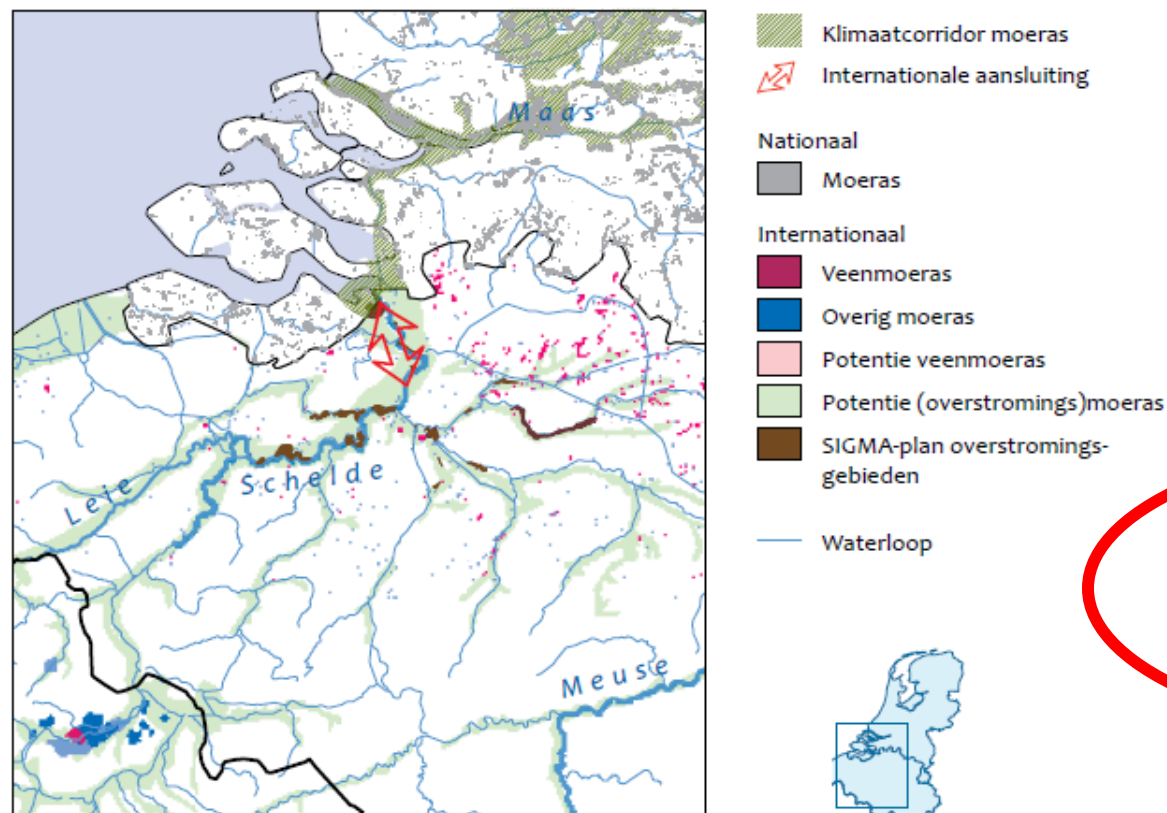 Maas
Schelde
Leie
Meuse
Klimaatcorridor moeras
Internationale aansluiting
Nationaal
Moeras
Internationaal
Veenmoeras
Overig moeras
Potentie veenmoeras
Potentie (overstromings)moeras
SIGMA-plan overstromings-
gebieden
Waterloop